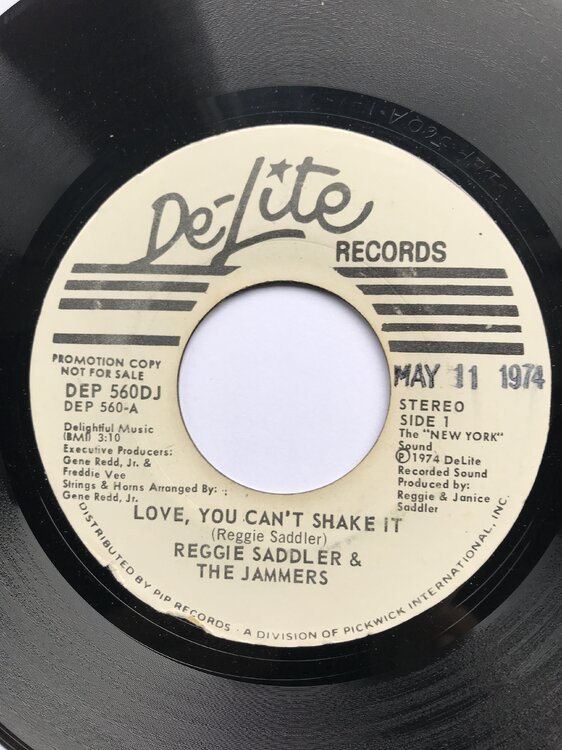 De-Lite
RECORDS
PROMOTION COPY
NOT FOR SALE
DEP 560DJ
DEP 560-A
Delightful Music
(BMI) 3:10
Executive Producers:
Gene Redd, Jr. &
Freddie Vee
Strings & Horns Arranged By:
Gene Redd, Jr.
MAY 11 1974
STEREO
SIDE 1
The "NEW YORK"
Sound
Ⓟ1974 DeLite
Recorded Sound
Produced by:
Reggie & Janice
Saddler
LOVE, YOU CAN'T SHAKE IT
(Reggie Saddler)
REGGIE SADDLER &
THE JAMMERS
DISTRIBUTED BY PIP RECORDS · A DIVISION OF PICKWICK INTERNATIONAL, INC.